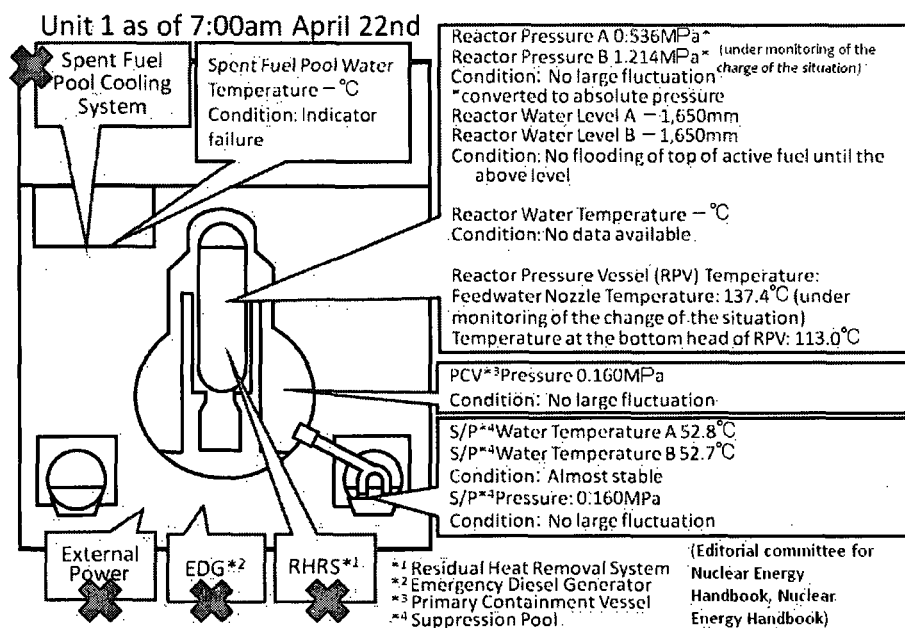 Unit 1 as of 7:00am April 22nd
Spent Fuel
Pool Cooling
System
Spent Fuel Pool Water
Temperature －℃
Condition: Indicator
failure
Reactor Pressure A 0.536MPa*
Reactor Pressure B 1.214MPa* (under monitoring of the
charge of the situation)
Condition: No large fluctuation
*converted to absolute pressure
Reactor Water Level A －1,650mm
Reactor Water Level B －1,650mm
Condition: No flooding of top of active fuel until the
above level
Reactor Water Temperature －℃
Condition: No data available
Reactor Pressure Vessel (RPV) Temperature:
Feedwater Nozzle Temperature: 137.4℃ (under
monitoring of the change of the situation)
Temperature at the bottom head of RPV: 113.0℃
PCV*3 Pressure 0.160MPa
Condition: No large fluctuation
S/P*4 Water Temperature A 52.8℃
S/P*4 Water Temperature B 52.7℃
Condition: Almost stable
S/P*4 Pressure: 0.160MPa
Condition: No large fluctuation
External
Power
EDG*2
RHRS*1
*1 Residual Heat Removal System
*2 Emergency Diesel Generator
*3 Primary Containment Vessel
*4 Suppression Pool
(Editorial committee for
Nuclear Energy
Handbook, Nuclear
Energy Handbook)